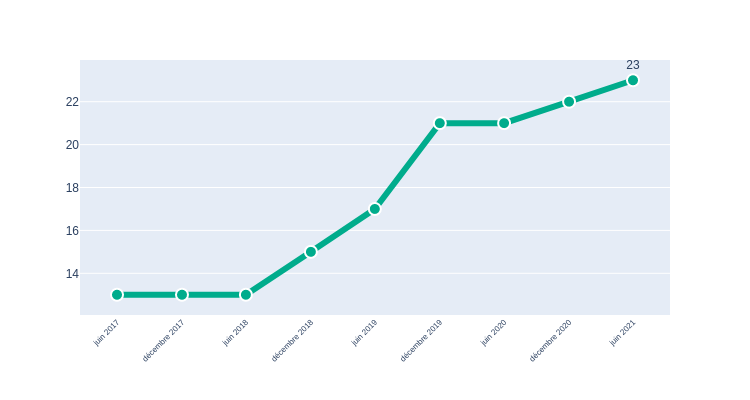 23
22
20
18
16
14
juin 2017
décembre 2017
juin 2018
décembre 2018
juin 2019
décembre 2019
juin 2020
décembre 2020
juin 2021